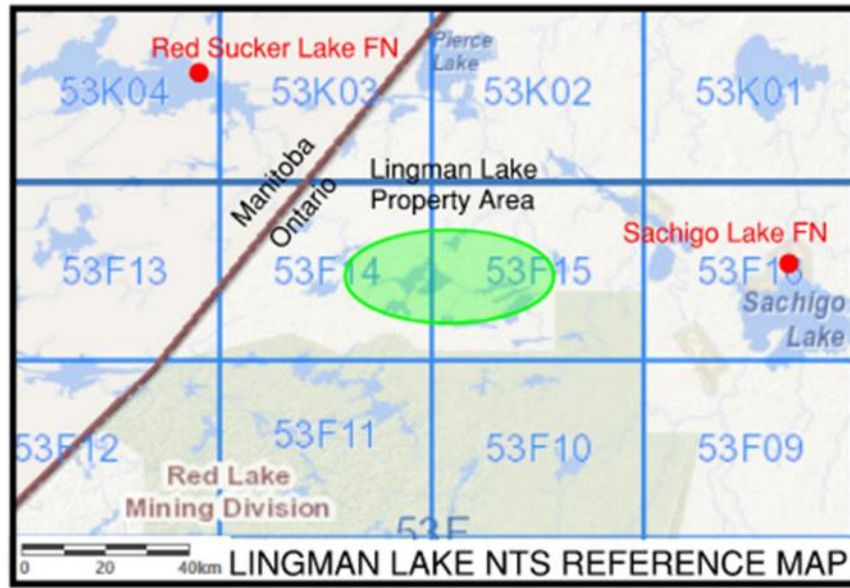 Pierce
Lake
Red Sucker Lake FN
53K04
53K03
53K02
53K01
Manitoba
Ontario
Lingman Lake
Property Area
Sachigo Lake FN
53F13
53F14
53F15
53F16
Sachigo
Lake
53F12
53F11
53F10
53F09
Red Lake
Mining Division
53F
0 20 40km
LINGMAN LAKE NTS REFERENCE MAP